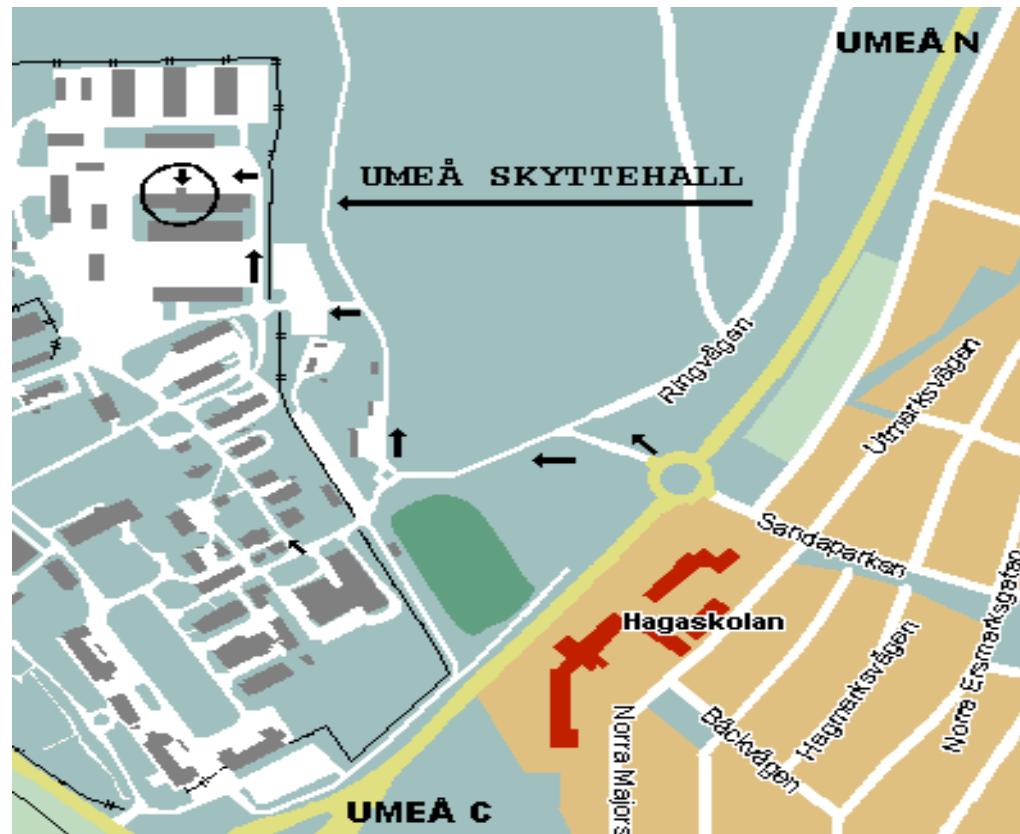 UMEÅ N
UMEÅ SKYTTEHALL
Ringvägen
Utmarksvägen
Sandaparken
Hagaskolan
Norra Ersmarksgatan
Hagmarksvägen
Bäckvägen
Norra Majors
UMEÅ C